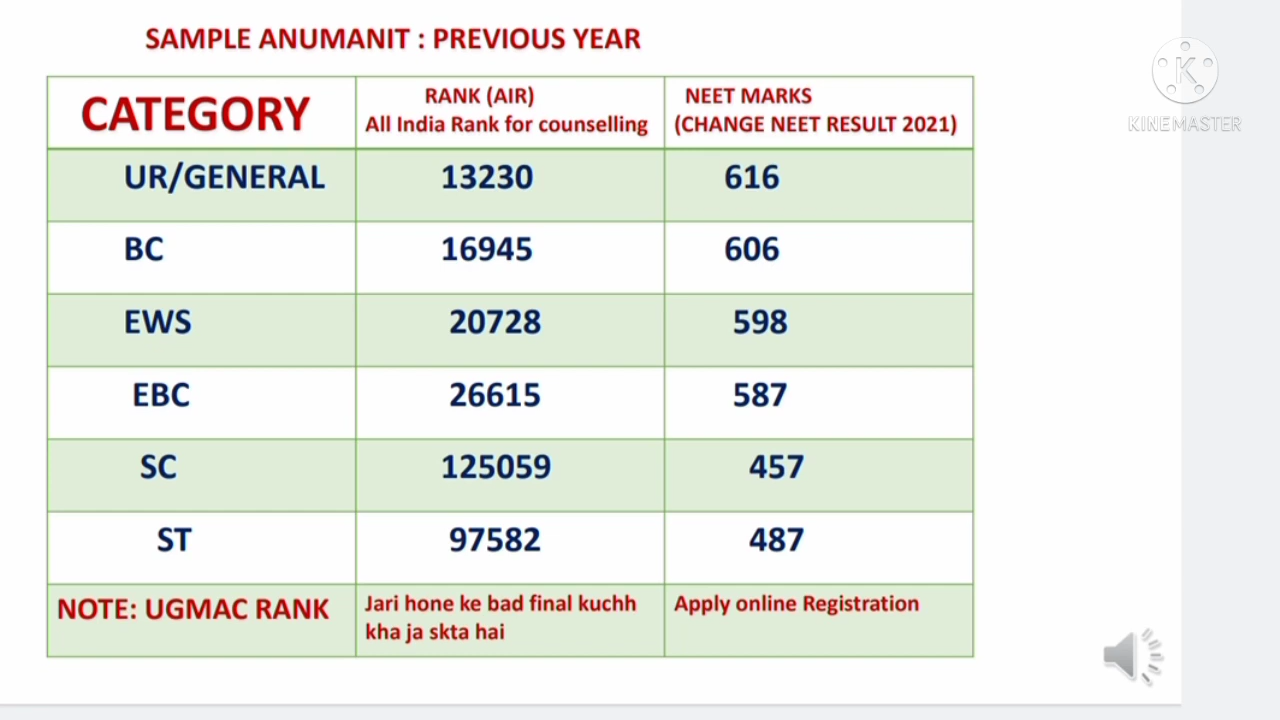 SAMPLE ANUMANIT : PREVIOUS YEAR
CATEGORY
RANK (AIR)
All India Rank for counselling
NEET MARKS
(CHANGE NEET RESULT 2021)
UR/GENERAL 13230 616
BC 16945 606
EWS 20728 598
EBC 26615 587
SC 125059 457
ST 97582 487
NOTE: UGMAC RANK
Jari hone ke bad final kuchh
kha ja skta hai
Apply online Registration
K
KINEMASTER